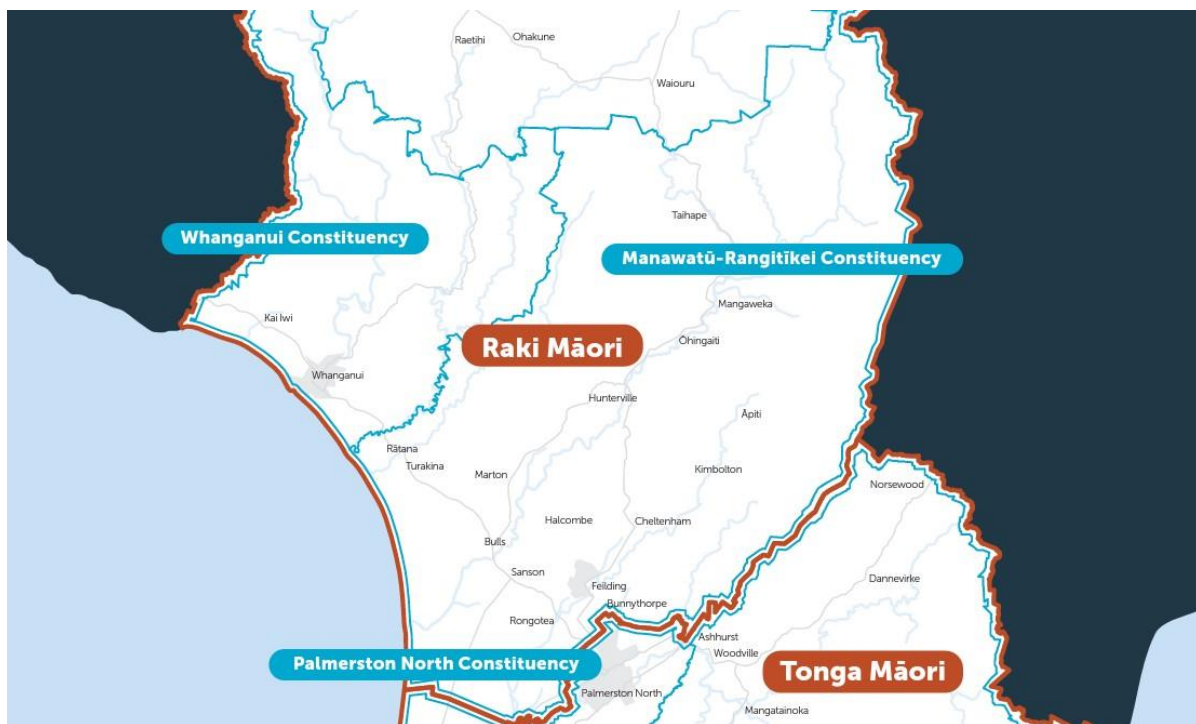 Raetihi
Ohakune
Waiouru
Taihape
Whanganui Constituency
Manawatū-Rangitīkei Constituency
Mangaweka
Kai Iwi
Raki Māori
Ōhingaiti
Whanganui
Hunterville
Āpiti
Rātana
Turakina
Marton
Kimbolton
Norsewood
Halcombe
Cheltenham
Bulls
Sanson
Feilding
Dannevirke
Bunnythorpe
Rongotea
Ashhurst
Woodville
Palmerston North Constituency
Tonga Māori
Palmerston North
Mangatainoka